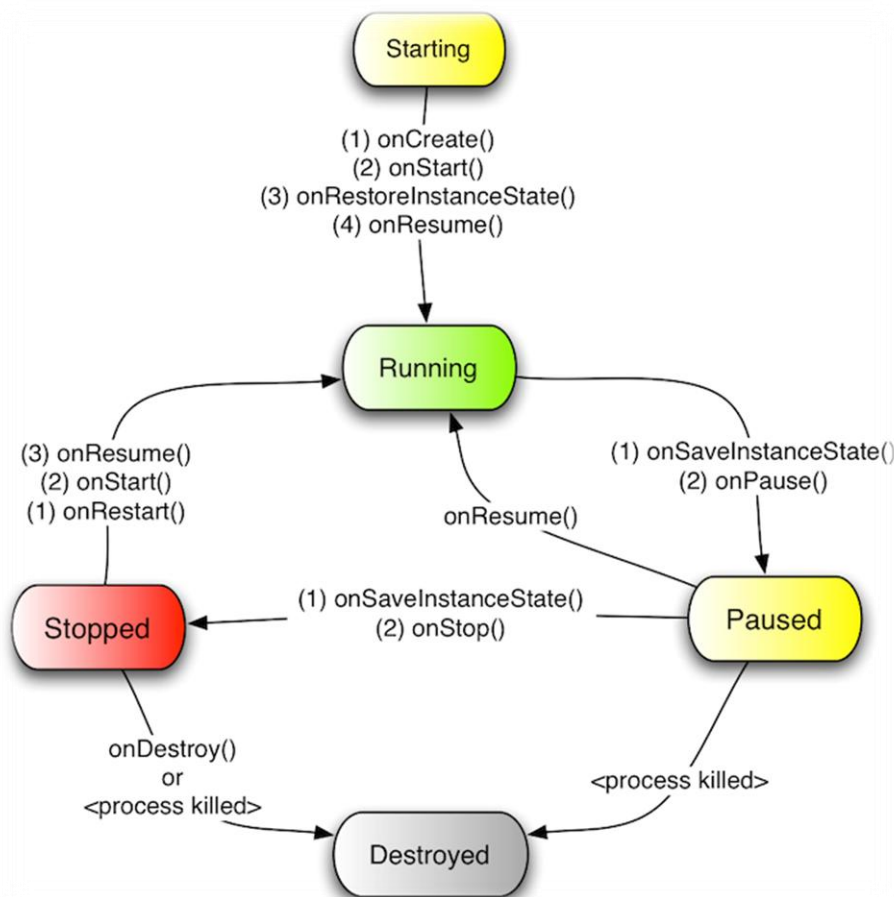 Starting
(1) onCreate()
(2) onStart()
(3) onRestoreInstanceState()
(4) onResume()
Running
(3) onResume()
(2) onStart()
(1) onRestart()
(1) onSaveInstanceState()
(2) onPause()
onResume()
Stopped
(1) onSaveInstanceState()
(2) onStop()
Paused
onDestroy()
or
<process killed>
<process killed>
Destroyed